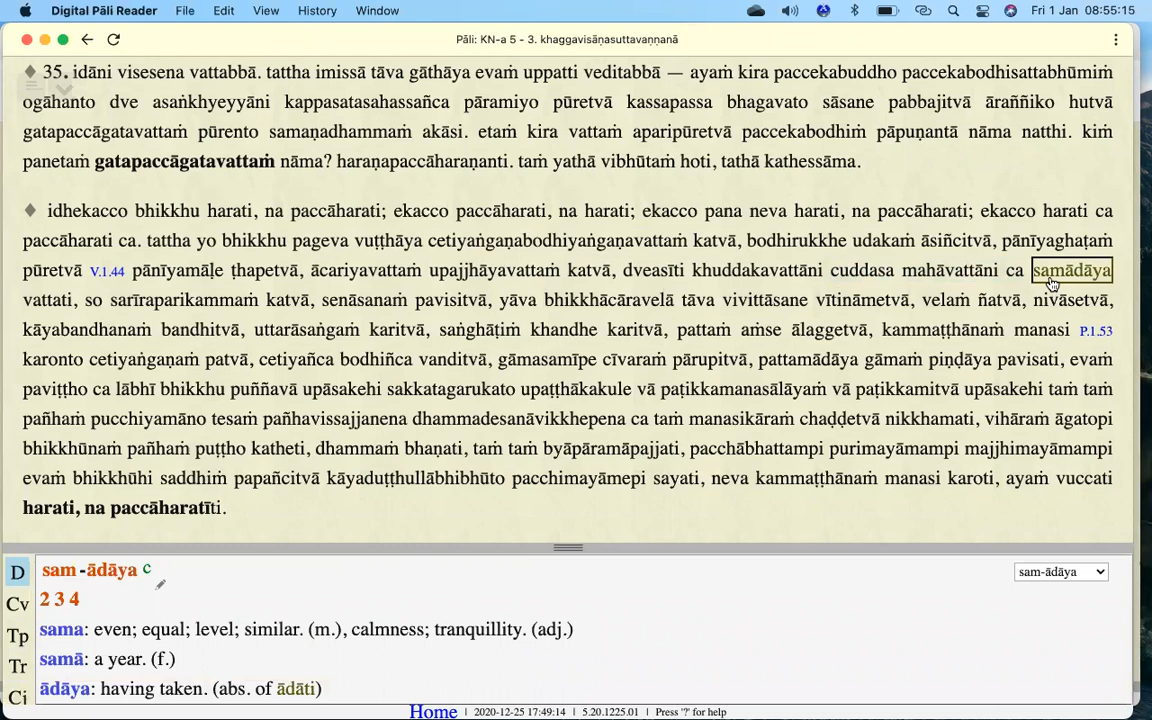 Digital Pāli Reader File Edit View History Window Fri 1 Jan 08:55:15
Pāli: KN-a 5 - 3. khaggavisāṇasuttavaṇṇanā
♦ 35. idāni visesena vattabbā. tattha imissā tāva gāthāya evaṁ uppatti veditabbā — ayaṁ kira paccekabuddho paccekabodhisattabhūmiṁ
ogāhanto dve asaṅkhyeyyāni kappasatasahassañca pāramiyo pūretvā kassapassa bhagavato sāsane pabbajitvā āraññiko hutvā
gatapaccāgatavattaṁ pūrento samaṇadhammaṁ akāsi. etaṁ kira vattaṁ aparipūretvā paccekabodhiṁ pāpuṇantā nāma natthi. kiṁ
panetaṁ gatapaccāgatavattaṁ nāma? haraṇapaccāharaṇanti. taṁ yathā vibhūtaṁ hoti, tathā kathessāma.
♦ idhekacco bhikkhu harati, na paccāharati; ekacco paccāharati, na harati; ekacco pana neva harati, na paccāharati; ekacco harati ca
paccāharati ca. tattha yo bhikkhu pageva vuṭṭhāya cetiyaṅgaṇabodhiyaṅgaṇavattaṁ katvā, bodhirukkhe udakaṁ āsiñcitvā, pānīyaghaṭaṁ
pūretvā V.1.44 pānīyamāḷe ṭhapetvā, ācariyavattaṁ upajjhāyavattaṁ katvā, dveasīti khuddakavattāni cuddasa mahāvattāni ca samādāya
vattati, so sarīraparikammaṁ katvā, senāsanaṁ pavisitvā, yāva bhikkhācāravelā tāva vivittāsane vītināmetvā, velaṁ ñatvā, nivāsetvā,
kāyabandhanaṁ bandhitvā, uttarāsaṅgaṁ karitvā, saṅghāṭiṁ khandhe karitvā, pattaṁ aṁse ālaggetvā, kammaṭṭhānaṁ manasi P.1.53
karonto cetiyaṅgaṇaṁ patvā, cetiyañca bodhiñca vanditvā, gāmasamīpe cīvaraṁ pārupitvā, pattamādāya gāmaṁ piṇḍāya pavisati, evaṁ
paviṭṭho ca lābhī bhikkhu puññavā upāsakehi sakkatagarukato upaṭṭhākakule vā paṭikkamanasālāyaṁ vā paṭikkamitvā upāsakehi taṁ taṁ
pañhaṁ pucchiyamāno tesaṁ pañhavissajjanena dhammadesanāvikkhepena ca taṁ manasikāraṁ chaḍḍetvā nikkhamati, vihāraṁ āgatopi
bhikkhūnaṁ pañhaṁ puṭṭho katheti, dhammaṁ bhaṇati, taṁ taṁ byāpāramāpajjati, pacchābhattampi purimayāmampi majjhimayāmampi
evaṁ bhikkhūhi saddhiṁ papañcitvā kāyaduṭṭhullābhibhūto pacchimayāmepi sayati, neva kammaṭṭhānaṁ manasi karoti, ayaṁ vuccati
harati, na paccāharatīti.
D sam -ādāya c sam-ādāya
2 3 4
Cv
sama: even; equal; level; similar. (m.), calmness; tranquillity. (adj.)
Tp
samā: a year. (f.)
Tr
ādāya: having taken. (abs. of ādāti)
Cj
Home | 2020-12-25 17:49:14 | 5.20.1225.01 | Press '?' for help